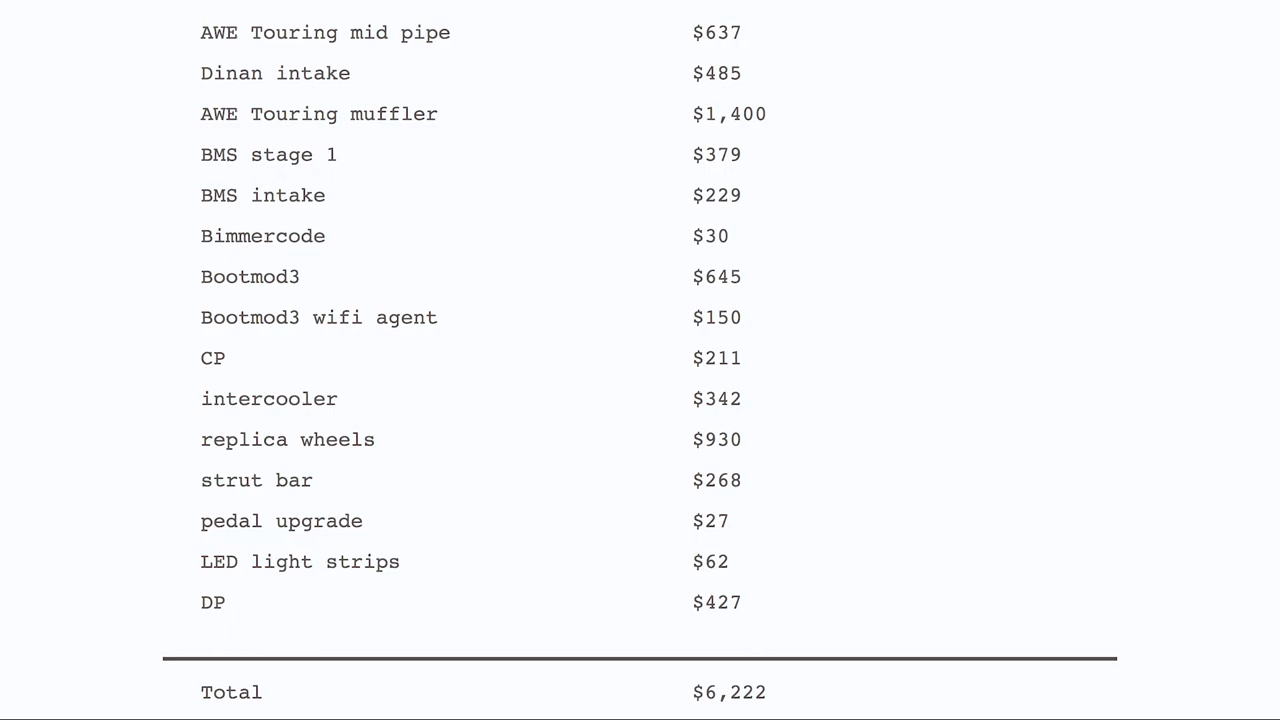 AWE Touring mid pipe $637
Dinan intake $485
AWE Touring muffler $1,400
BMS stage 1 $379
BMS intake $229
Bimmercode $30
Bootmod3 $645
Bootmod3 wifi agent $150
CP $211
intercooler $342
replica wheels $930
strut bar $268
pedal upgrade $27
LED light strips $62
DP $427
Total $6,222